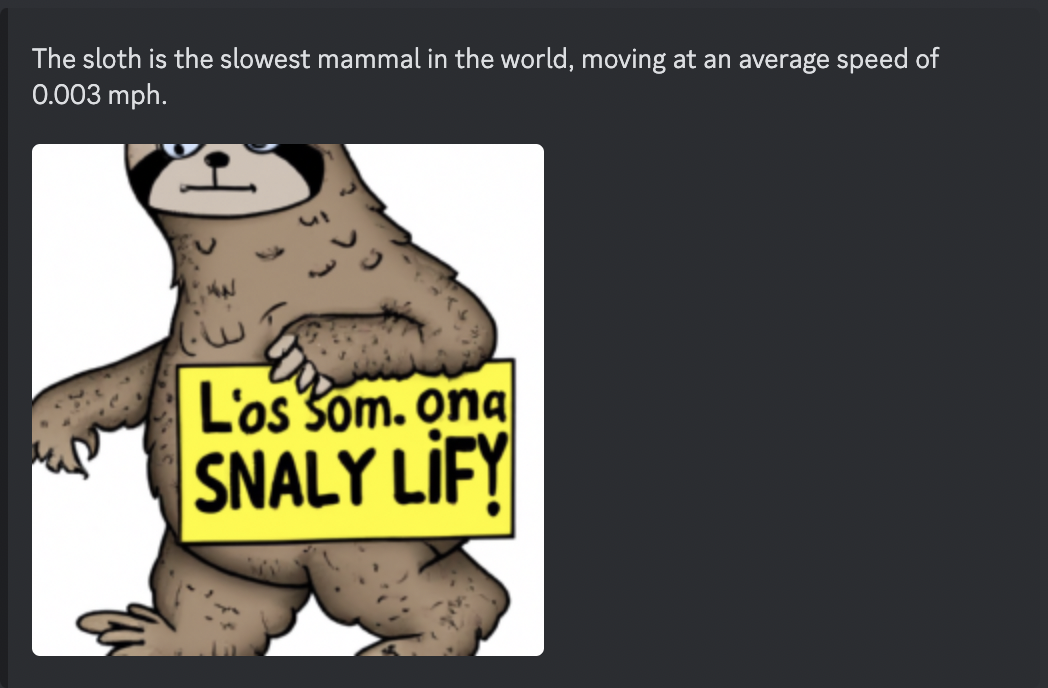 The sloth is the slowest mammal in the world, moving at an average speed of
0.003 mph.
L'os som. ona
SNALY LiFY!